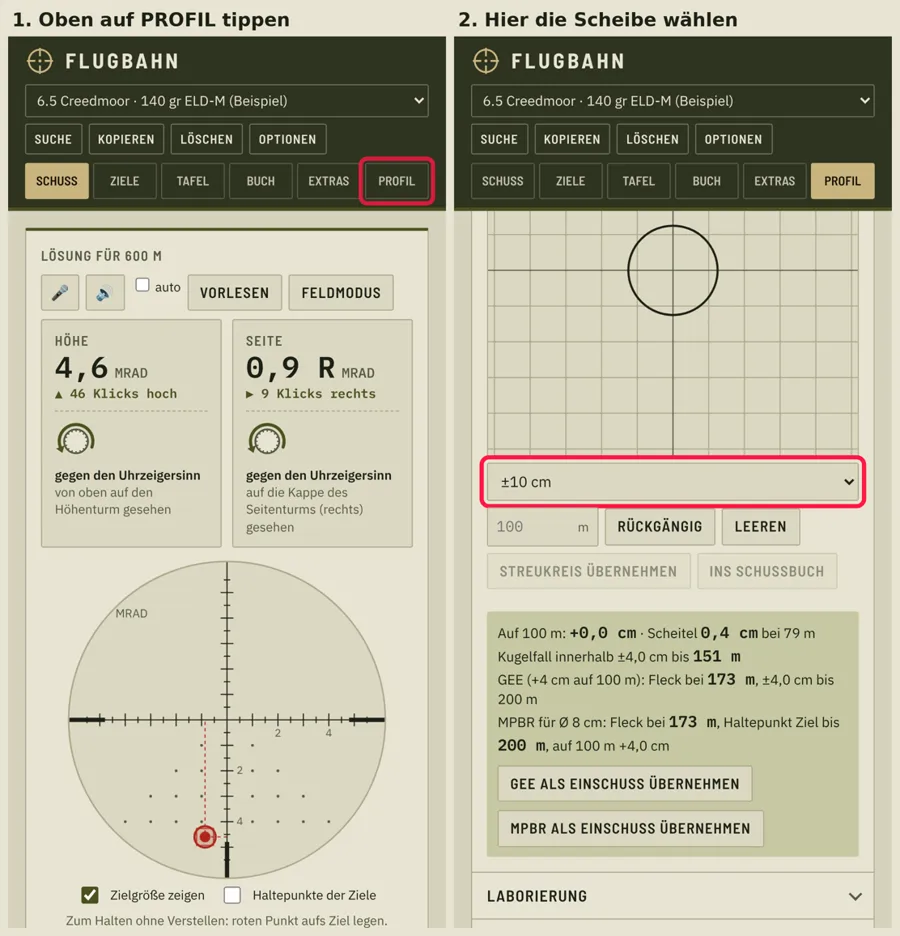 1. Oben auf PROFIL tippen
FLUGBAHN
6.5 Creedmoor · 140 gr ELD-M (Beispiel)
SUCHE KOPIEREN LÖSCHEN OPTIONEN
SCHUSS ZIELE TAFEL BUCH EXTRAS PROFIL
LÖSUNG FÜR 600 M
auto VORLESEN FELDMODUS
HÖHE
4,6 MRAD
▲ 46 Klicks hoch
gegen den Uhrzeigersinn
von oben auf den
Höhenturm gesehen
SEITE
0,9 R MRAD
▶ 9 Klicks rechts
gegen den Uhrzeigersinn
auf die Kappe des
Seitenturms (rechts)
gesehen
MRAD
2 4
2
4
Zielgröße zeigen Haltepunkte der Ziele
Zum Halten ohne Verstellen: roten Punkt aufs Ziel legen.
2. Hier die Scheibe wählen
FLUGBAHN
6.5 Creedmoor · 140 gr ELD-M (Beispiel)
SUCHE KOPIEREN LÖSCHEN OPTIONEN
SCHUSS ZIELE TAFEL BUCH EXTRAS PROFIL
±10 cm
100 m RÜCKGÄNGIG LEEREN
STREUKREIS ÜBERNEHMEN INS SCHUSSBUCH
Auf 100 m: +0,0 cm · Scheitel 0,4 cm bei 79 m
Kugelfall innerhalb ±4,0 cm bis 151 m
GEE (+4 cm auf 100 m): Fleck bei 173 m, ±4,0 cm bis
200 m
MPBR für Ø 8 cm: Fleck bei 173 m, Haltepunkt Ziel bis
200 m, auf 100 m +4,0 cm
GEE ALS EINSCHUSS ÜBERNEHMEN
MPBR ALS EINSCHUSS ÜBERNEHMEN
LABORIERUNG